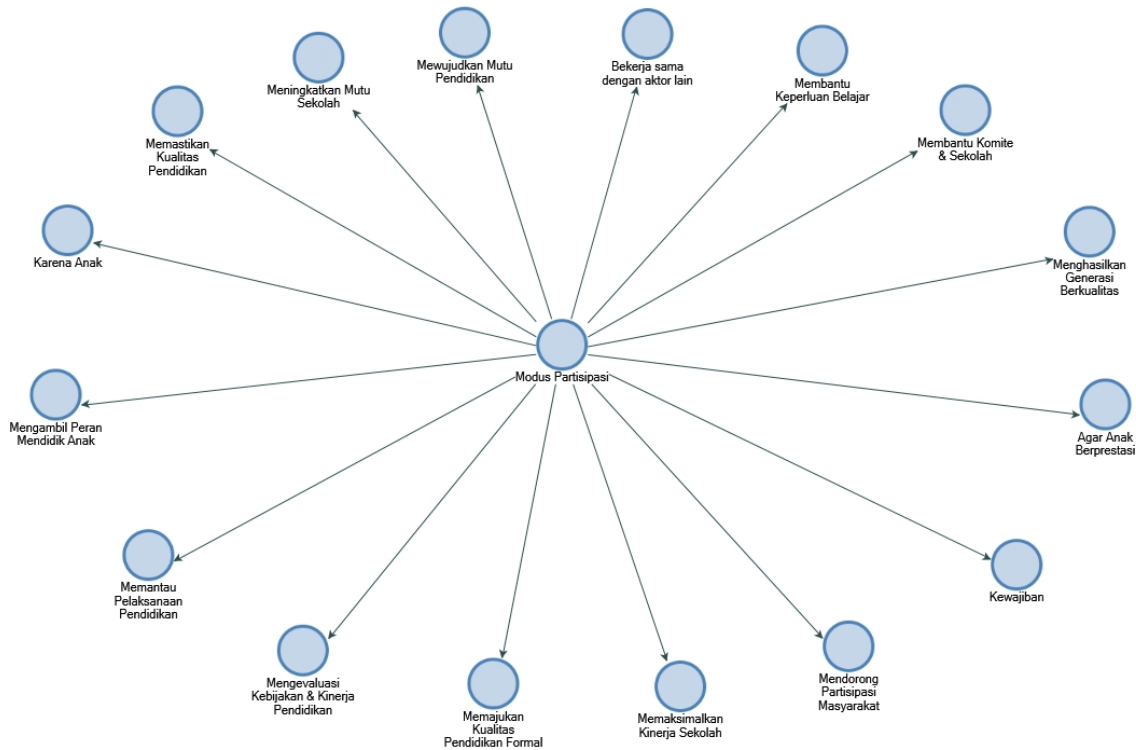 Mewujudkan Mutu
Pendidikan
Bekerja sama
dengan aktor lain
Meningkatkan Mutu
Sekolah
Membantu
Keperluan Belajar
Memastikan
Kualitas
Pendidikan
Membantu Komite
& Sekolah
Karena Anak
Menghasilkan
Generasi
Berkualitas
Modus Partisipasi
Mengambil Peran
Mendidik Anak
Agar Anak
Berprestasi
Memantau
Pelaksanaan
Pendidikan
Kewajiban
Mengevaluasi
Kebijakan & Kinerja
Pendidikan
Memajukan
Kualitas
Pendidikan Formal
Memaksimalkan
Kinerja Sekolah
Mendorong
Partisipasi
Masyarakat